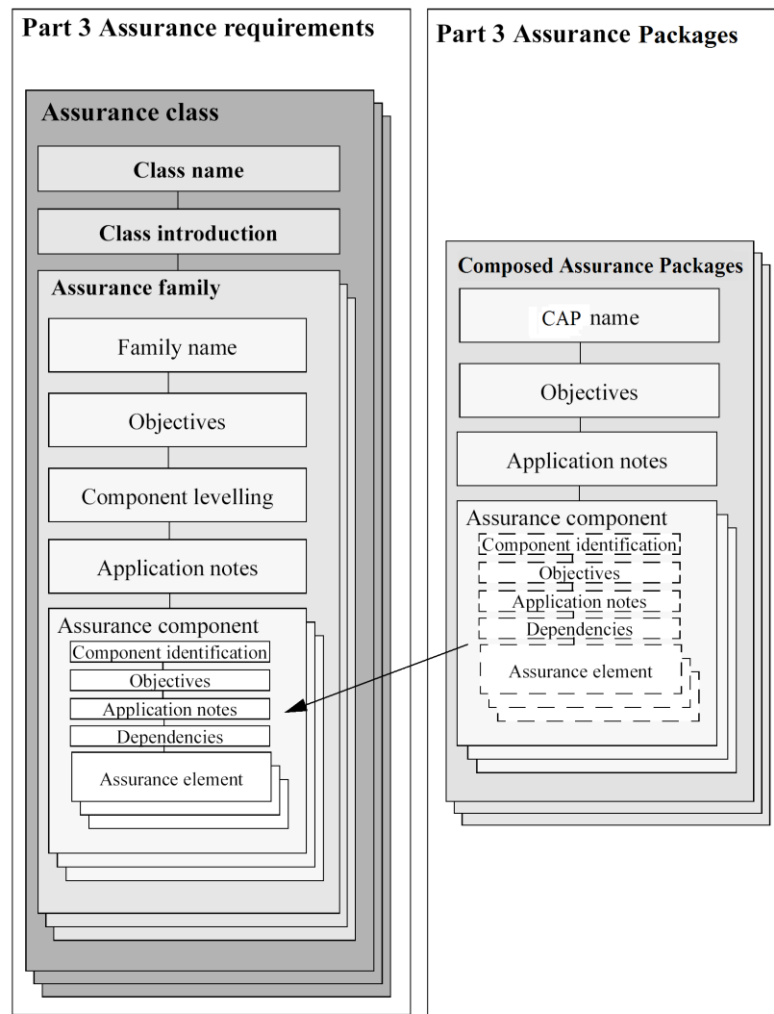 Part 3 Assurance requirements
Assurance class
Class name
Class introduction
Assurance family
Family name
Objectives
Component levelling
Application notes
Assurance component
Component identification
Objectives
Application notes
Dependencies
Assurance element
Part 3 Assurance Packages
Composed Assurance Packages
CAP name
Objectives
Application notes
Assurance component
Component identification
Objectives
Application notes
Dependencies
Assurance element